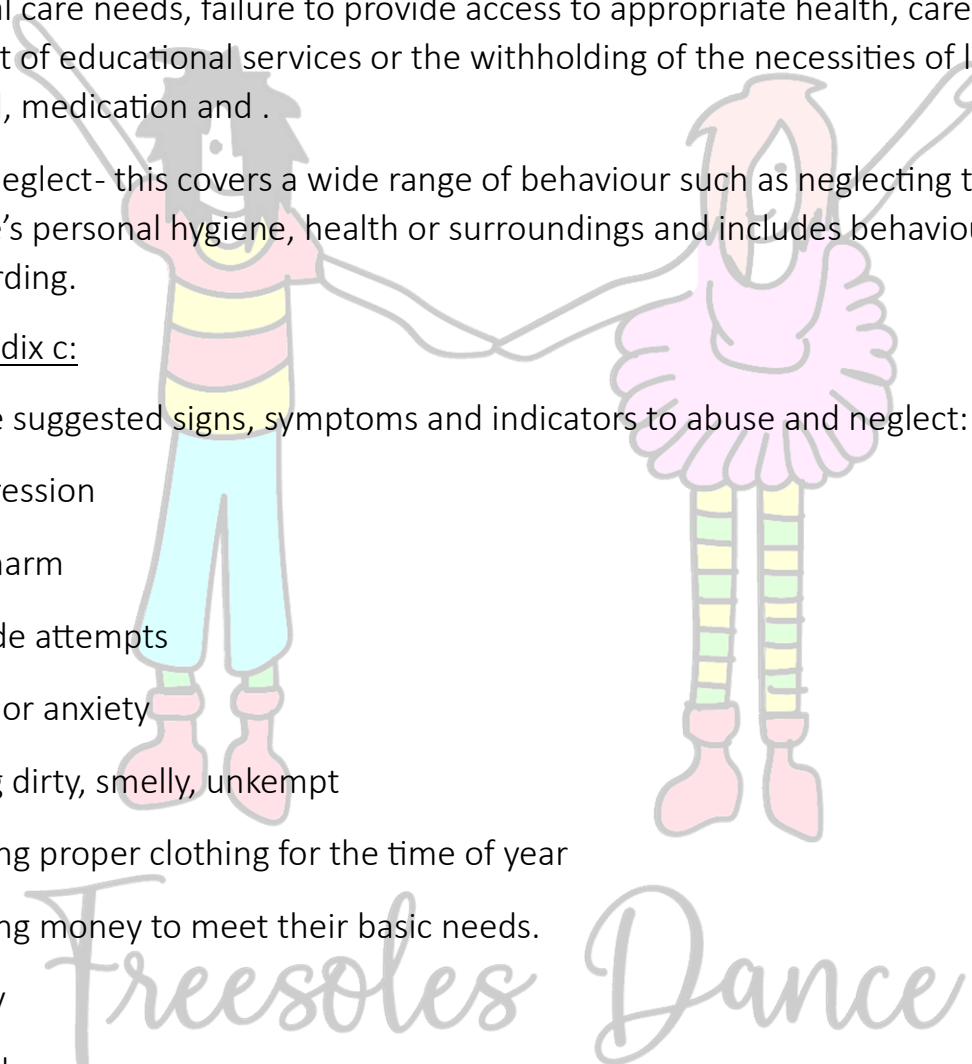 l care needs, failure to provide access to appropriate health, care
t of educational services or the withholding of the necessities of l
, medication and .
eglect- this covers a wide range of behaviour such as neglecting t
e's personal hygiene, health or surroundings and includes behaviou
rding.
dix c:
e suggested signs, symptoms and indicators to abuse and neglect:
ression
harm
de attempts
or anxiety
g dirty, smelly, unkempt
ng proper clothing for the time of year
ng money to meet their basic needs.
Freesoles Dance
y